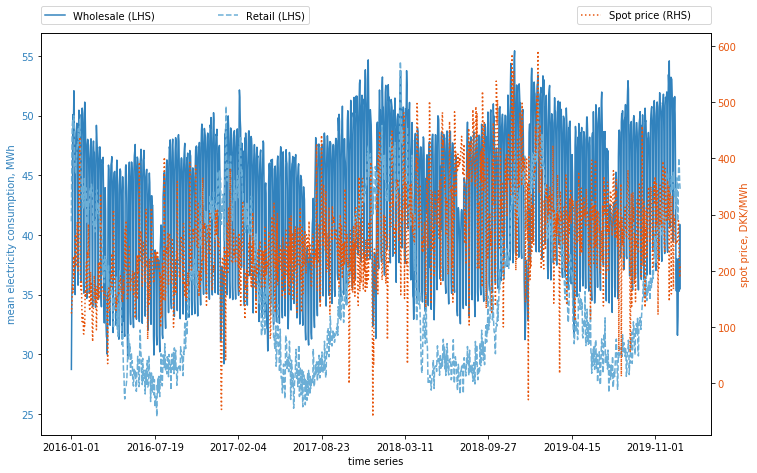 Wholesale (LHS) Retail (LHS) Spot price (RHS)
mean electricity consumption, MWh
55
50
45
40
35
30
25
600
500
400
300
200
100
0
spot price, DKK/MWh
2016-01-01 2016-07-19 2017-02-04 2017-08-23 2018-03-11 2018-09-27 2019-04-15 2019-11-01
time series